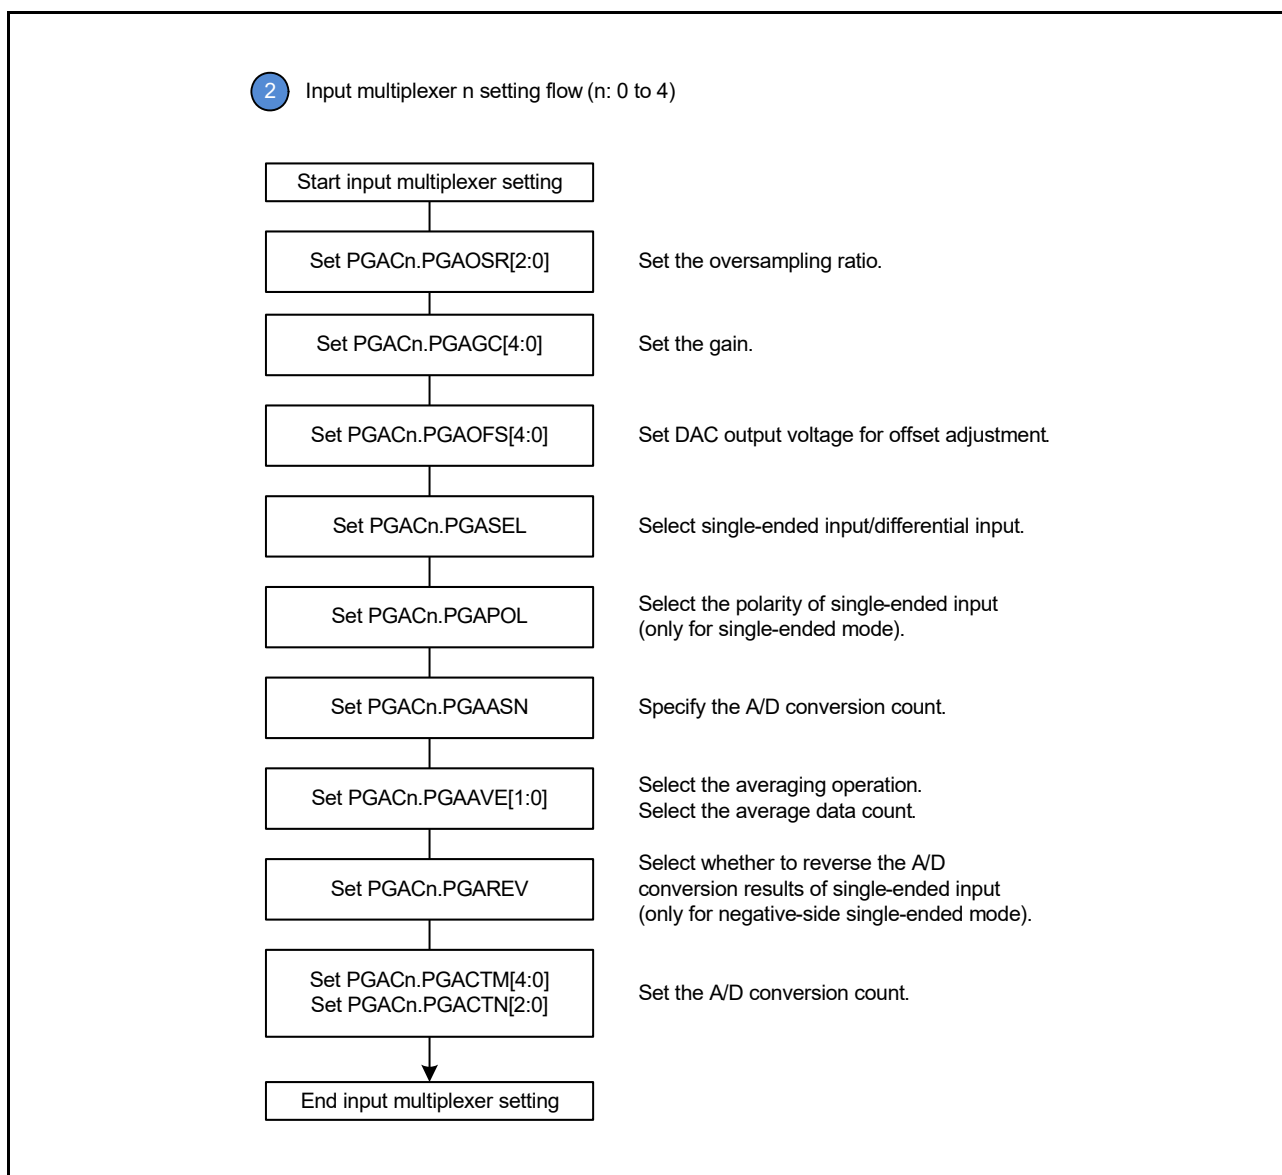 2 Input multiplexer n setting flow (n: 0 to 4)
Start input multiplexer setting
Set PGACn.PGAOSR[2:0] Set the oversampling ratio.
Set PGACn.PGAGC[4:0] Set the gain.
Set PGACn.PGAOFS[4:0] Set DAC output voltage for offset adjustment.
Set PGACn.PGASEL Select single-ended input/differential input.
Set PGACn.PGAPOL
Select the polarity of single-ended input
(only for single-ended mode).
Set PGACn.PGAASN Specify the A/D conversion count.
Set PGACn.PGAAVE[1:0]
Select the averaging operation.
Select the average data count.
Set PGACn.PGAREV
Select whether to reverse the A/D
conversion results of single-ended input
(only for negative-side single-ended mode).
Set PGACn.PGACTM[4:0]
Set PGACn.PGACTN[2:0]
Set the A/D conversion count.
End input multiplexer setting